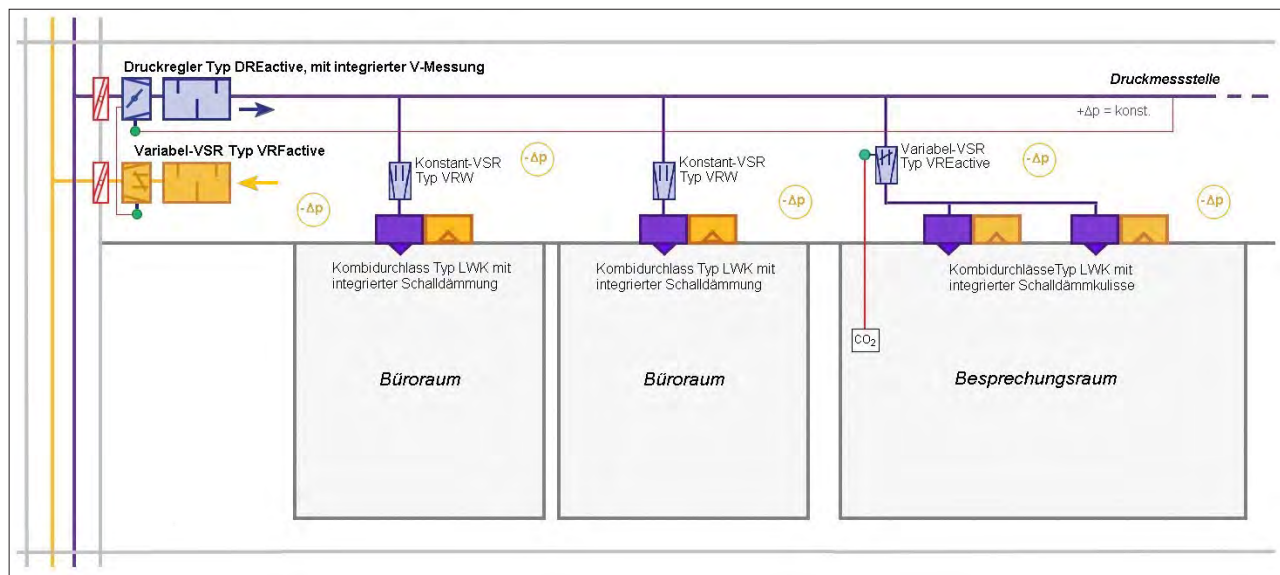 Druckregler Typ DREactive, mit integrierter V-Messung
Druckmessstelle
+Δp = konst.
Variabel-VSR Typ VRFactive
-Δp
Konstant-VSR
Typ VRW
-Δp
Konstant-VSR
Typ VRW
-Δp
Variabel-VSR
Typ VREactive
-Δp
-Δp
Kombidurchlass Typ LWK mit
integrierter Schalldämmung
Kombidurchlass Typ LWK mit
integrierter Schalldämmung
KombidurchlässeTyp LWK mit
integrierter Schalldämmkulisse
CO₂
Büroraum
Büroraum
Besprechungsraum